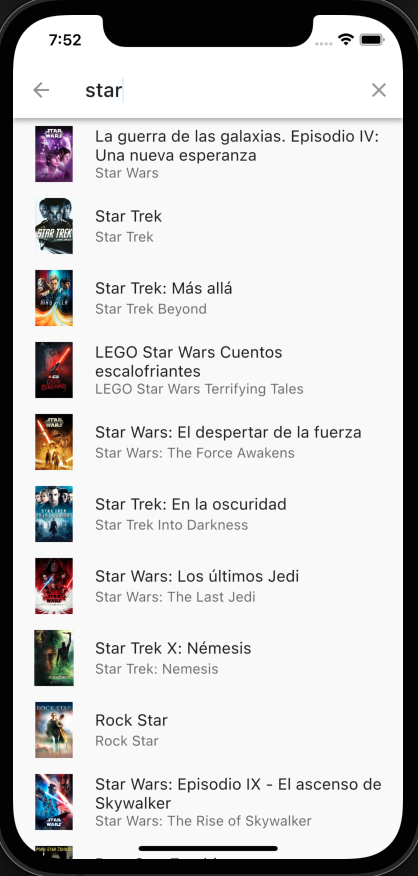 7:52
star
La guerra de las galaxias. Episodio IV:
Una nueva esperanza
Star Wars
Star Trek
Star Trek
Star Trek: Más allá
Star Trek Beyond
LEGO Star Wars Cuentos
escalofriantes
LEGO Star Wars Terrifying Tales
Star Wars: El despertar de la fuerza
Star Wars: The Force Awakens
Star Trek: En la oscuridad
Star Trek Into Darkness
Star Wars: Los últimos Jedi
Star Wars: The Last Jedi
Star Trek X: Némesis
Star Trek: Nemesis
ROCK STAR
Rock Star
Rock Star
Star Wars: Episodio IX - El ascenso de
Skywalker
Star Wars: The Rise of Skywalker